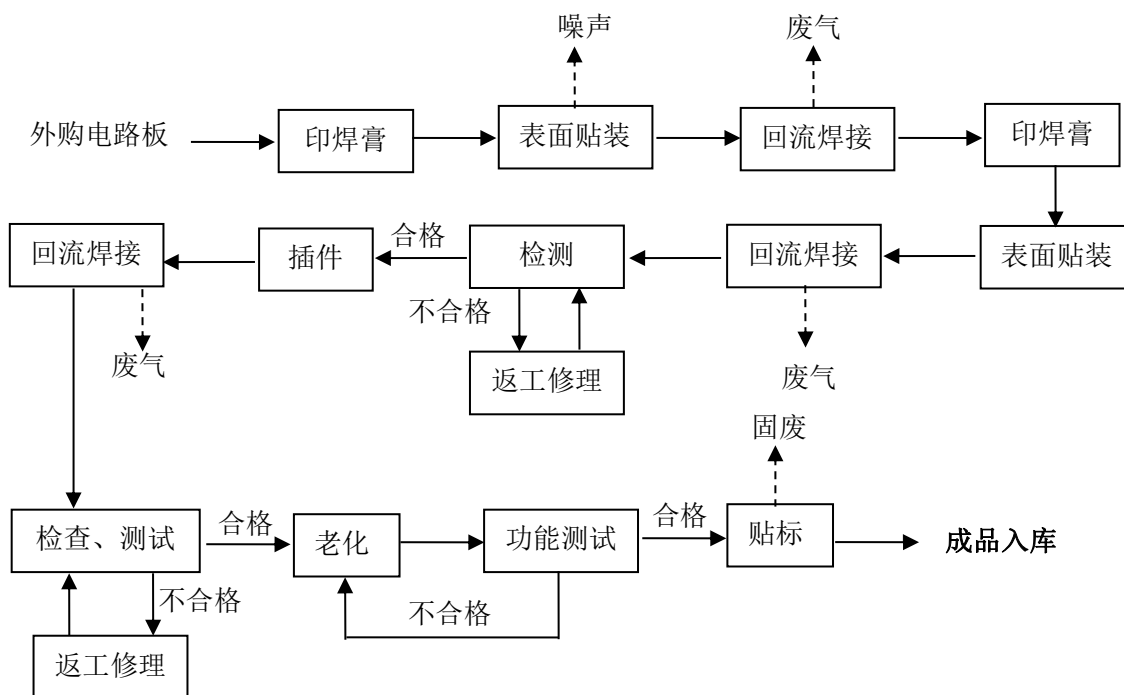 噪声
废气
外购电路板
印焊膏
表面贴装
回流焊接
印焊膏
回流焊接
插件
合格
检测
回流焊接
表面贴装
不合格
废气
返工修理
废气
固废
检查、测试
合格
老化
功能测试
合格
贴标
成品入库
不合格
不合格
返工修理